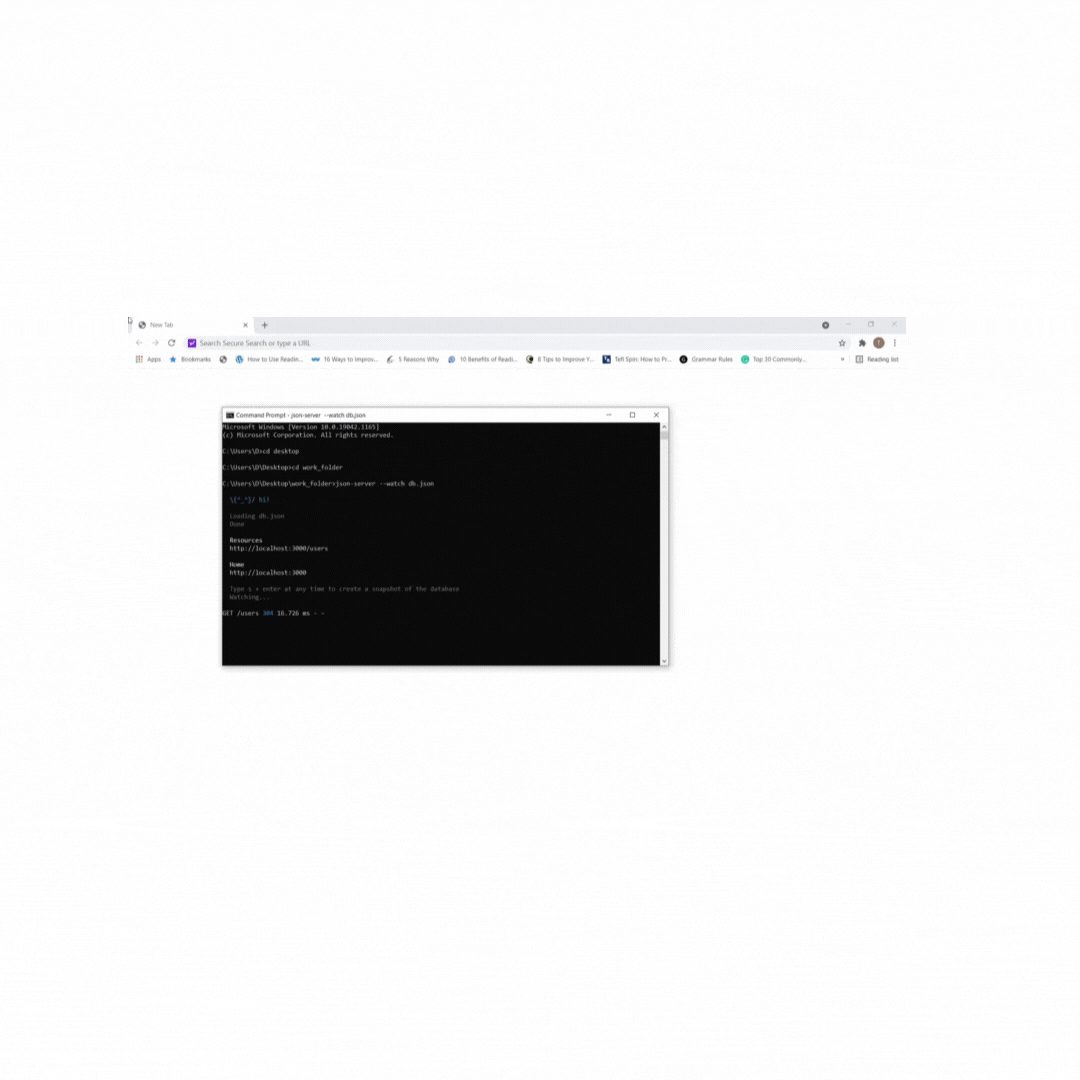 New Tab
Search Secure Search or type a URL
Apps Bookmarks How to Use Readin... 16 Ways to Improv... 5 Reasons Why 10 Benefits of Readi... 8 Tips to Improve Y... Teft Spin: How to Pr... Grammar Rules Top 30 Commonly... » Reading list
Command Prompt - json-server --watch db.json
Microsoft Windows [Version 10.0.19042.1165]
(c) Microsoft Corporation. All rights reserved.
C:\Users\D>cd desktop
C:\Users\D\Desktop>cd work_folder
C:\Users\D\Desktop\work_folder>json-server --watch db.json
\{^_^}/ hi!
Loading db.json
Done
Resources
http://localhost:3000/users
Home
http://localhost:3000
Type s + enter at any time to create a snapshot of the database
Watching...
GET /users 304 16.726 ms - -